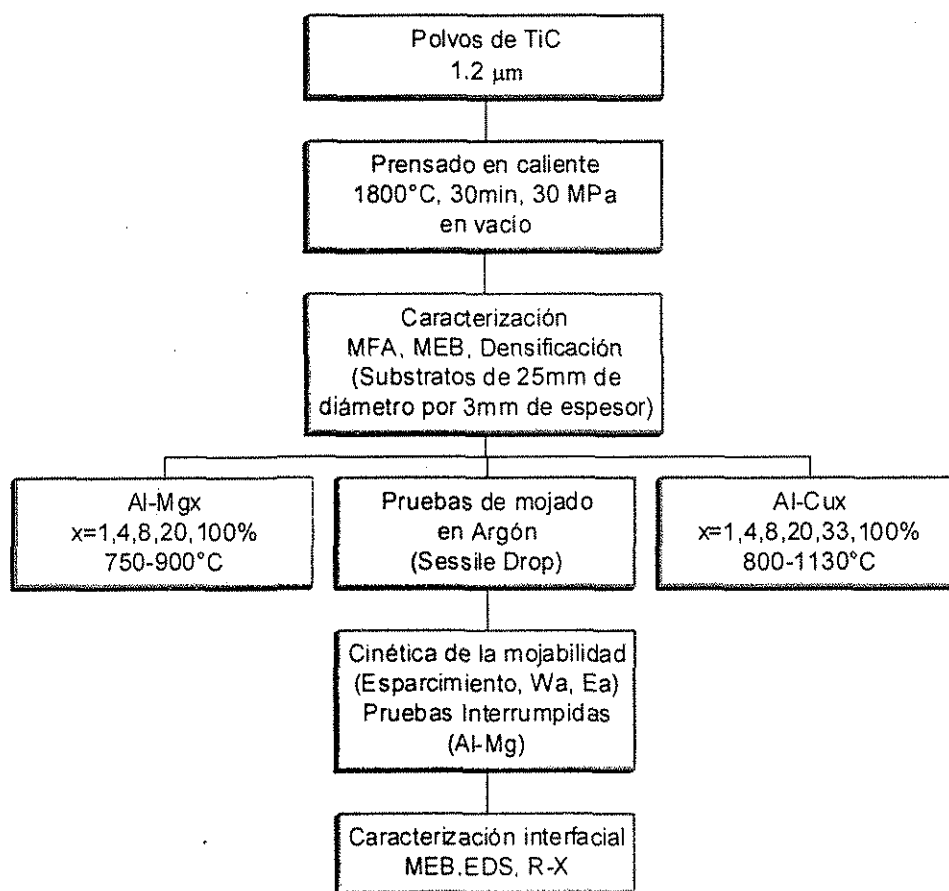 Polvos de TiC
1.2 µm
Prensado en caliente
1800°C, 30min, 30 MPa
en vacío
Caracterización
MFA, MEB, Densificación
(Substratos de 25mm de
diámetro por 3mm de espesor)
Al-Mgx
x=1,4,8,20,100%
750-900°C
Pruebas de mojado
en Argón
(Sessile Drop)
Al-Cux
x=1,4,8,20,33,100%
800-1130°C
Cinética de la mojabilidad
(Esparcimiento, Wa, Ea)
Pruebas Interrumpidas
(Al-Mg)
Caracterización interfacial
MEB.EDS, R-X